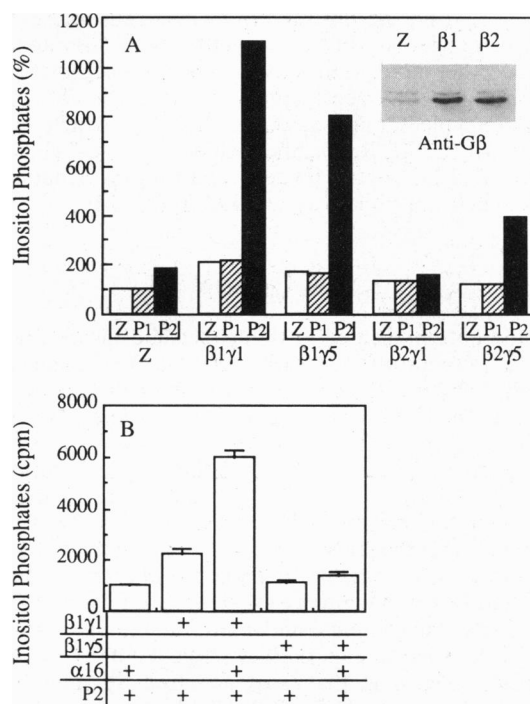 A
Inositol Phosphates (%)
1200
1000
800
600
400
200
0
Z β1 β2
Anti-Gβ
Z P1 P2 Z P1 P2 Z P1 P2 Z P1 P2 Z P1 P2
Z β1γ1 β1γ5 β2γ1 β2γ5
B
Inositol Phosphates (cpm)
8000
6000
4000
2000
0
β1γ1 + +
β1γ5 + +
α16 + + +
P2 + + + + +